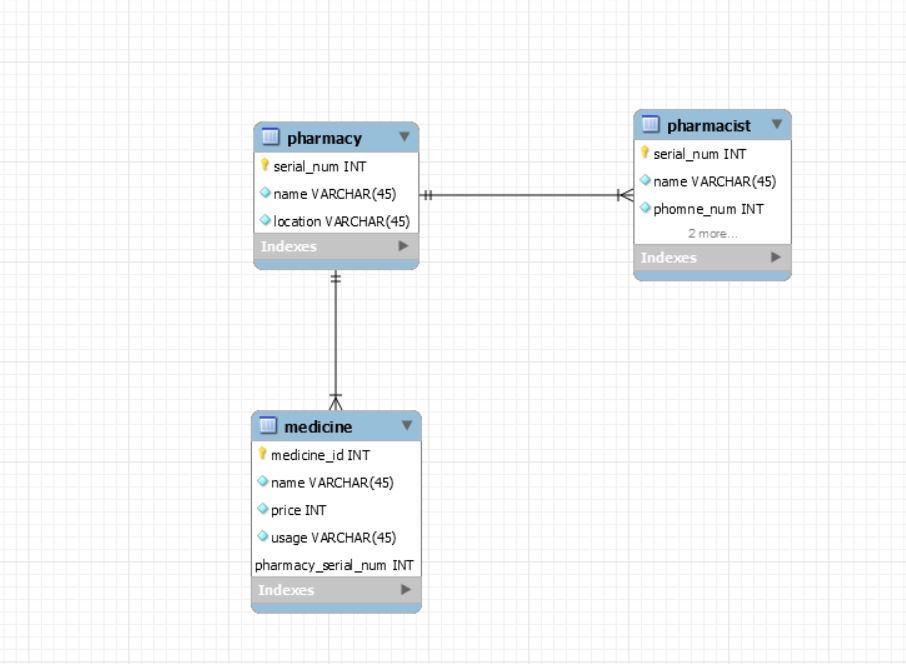 pharmacy
serial_num INT
name VARCHAR(45)
location VARCHAR(45)
Indexes
pharmacist
serial_num INT
name VARCHAR(45)
phomne_num INT
2 more...
Indexes
medicine
medicine_id INT
name VARCHAR(45)
price INT
usage VARCHAR(45)
pharmacy_serial_num INT
Indexes